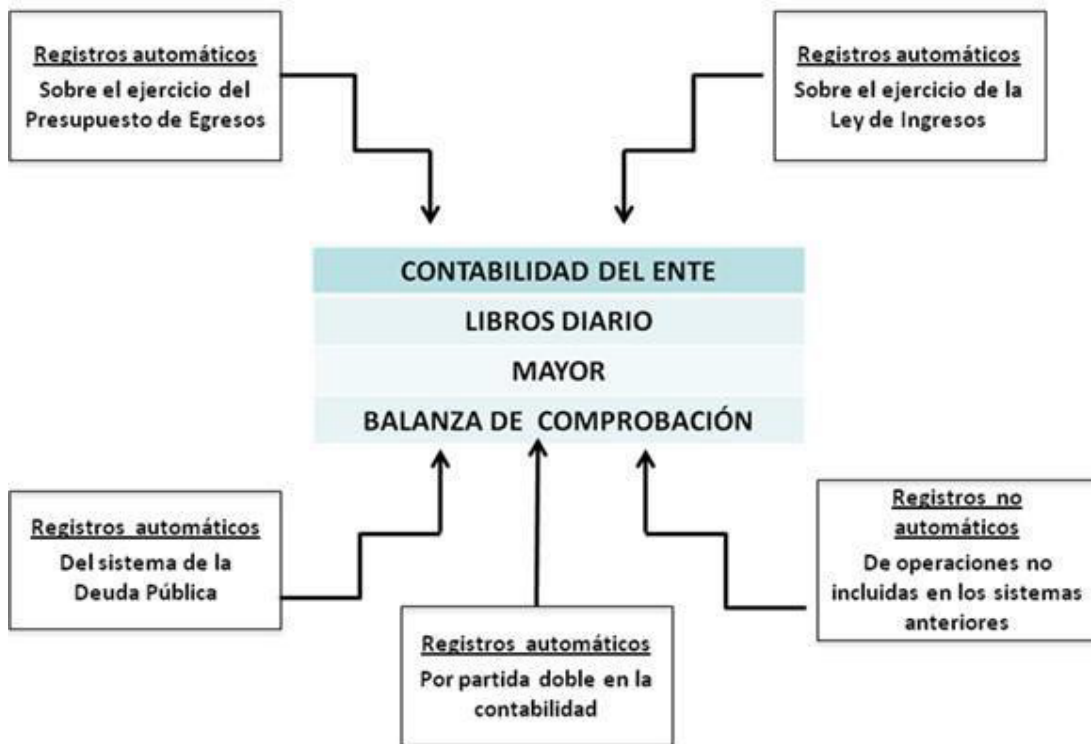 Registros automáticos
Sobre el ejercicio del
Presupuesto de Egresos
Registros automáticos
Sobre el ejercicio de la
Ley de Ingresos
CONTABILIDAD DEL ENTE
LIBROS DIARIO
MAYOR
BALANZA DE COMPROBACIÓN
Registros automáticos
Del sistema de la
Deuda Pública
Registros automáticos
Por partida doble en la
contabilidad
Registros no
automáticos
De operaciones no
incluidas en los sistemas
anteriores